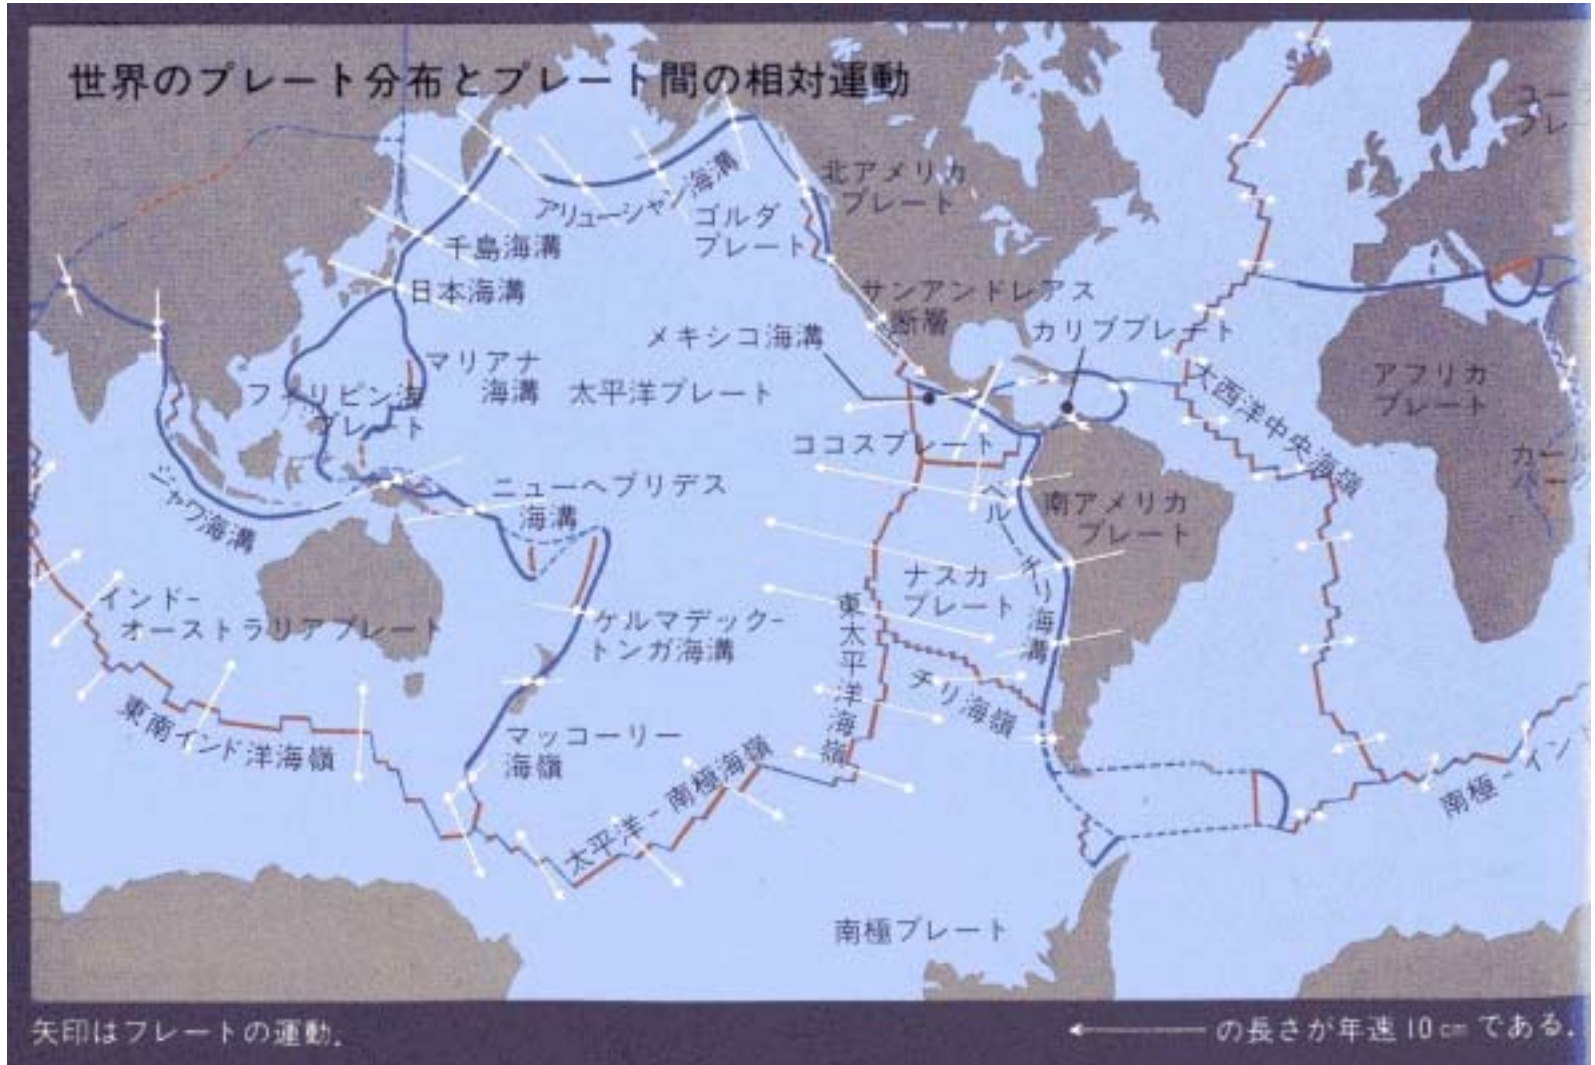 世界のプレート分布とプレート間の相対運動
北アメリカ
プレート
アリューシャン海溝
ゴルダ
プレート
千島海溝
日本海溝
サンアンドレアス
断層
メキシコ海溝
カリブプレート
マリアナ
海溝
太平洋プレート
フィリピン海
プレート
大西洋中央海嶺
アフリカ
プレート
ココスプレート
ジャワ海溝
ニューヘブリデス
海溝
ペルー-チリ海溝
南アメリカ
プレート
ナスカ
プレート
インド-
オーストラリアプレート
ケルマデック-
トンガ海溝
東太平洋海嶺
チリ海嶺
東南インド洋海嶺
マッコーリー
海嶺
太平洋-南極海嶺
南極-イン
南極プレート
矢印はプレートの運動.
の長さが年速10cmである.